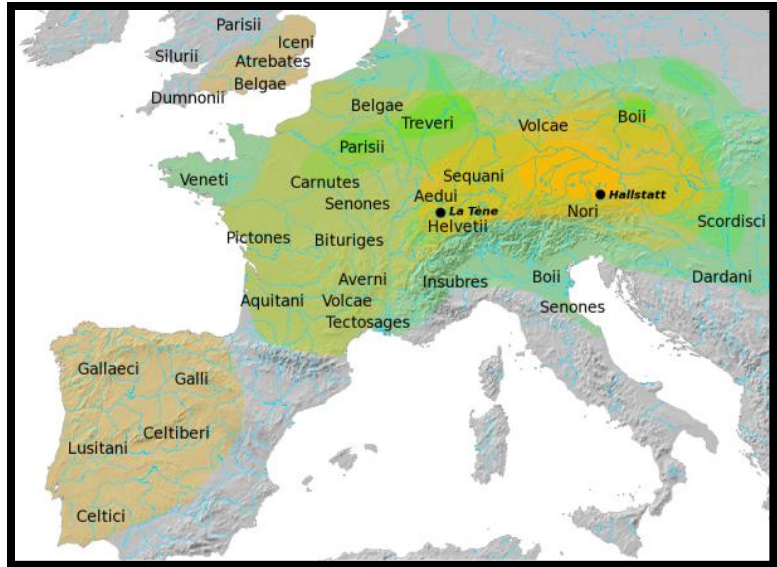 Parisii
Iceni
Silurii
Atrebates
Belgae
Dumnonii
Belgae
Treveri
Volcae
Boii
Parisii
Veneti
Carnutes
Sequani
Senones
Aedui
Hallstatt
La Tène
Nori
Helvetii
Scordisci
Pictones
Bituriges
Averni
Insubres
Boii
Dardani
Aquitani
Volcae
Tectosages
Senones
Gallaeci
Galli
Celtiberi
Lusitani
Celtici